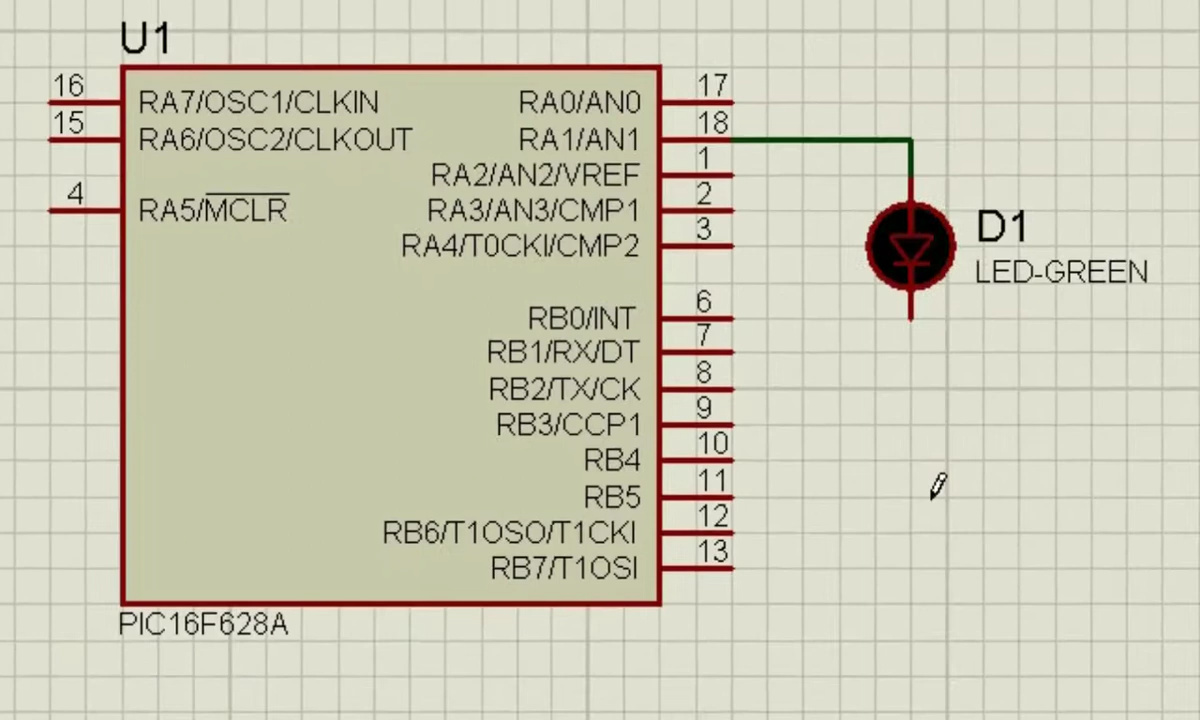 U1
16 RA7/OSC1/CLKIN RA0/AN0 17
15 RA6/OSC2/CLKOUT RA1/AN1 18
RA2/AN2/VREF 1
4 RA5/MCLR RA3/AN3/CMP1 2
RA4/T0CKI/CMP2 3
D1
LED-GREEN
RB0/INT 6
RB1/RX/DT 7
RB2/TX/CK 8
RB3/CCP1 9
RB4 10
RB5 11
RB6/T1OSO/T1CKI 12
RB7/T1OSI 13
PIC16F628A